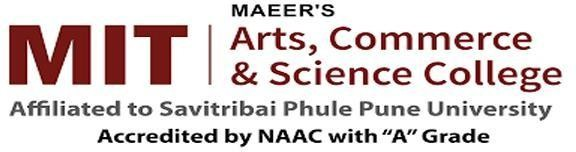 MAEER'S
MIT
Arts, Commerce
& Science College
Affiliated to Savitribai Phule Pune University
Accredited by NAAC with “A” Grade